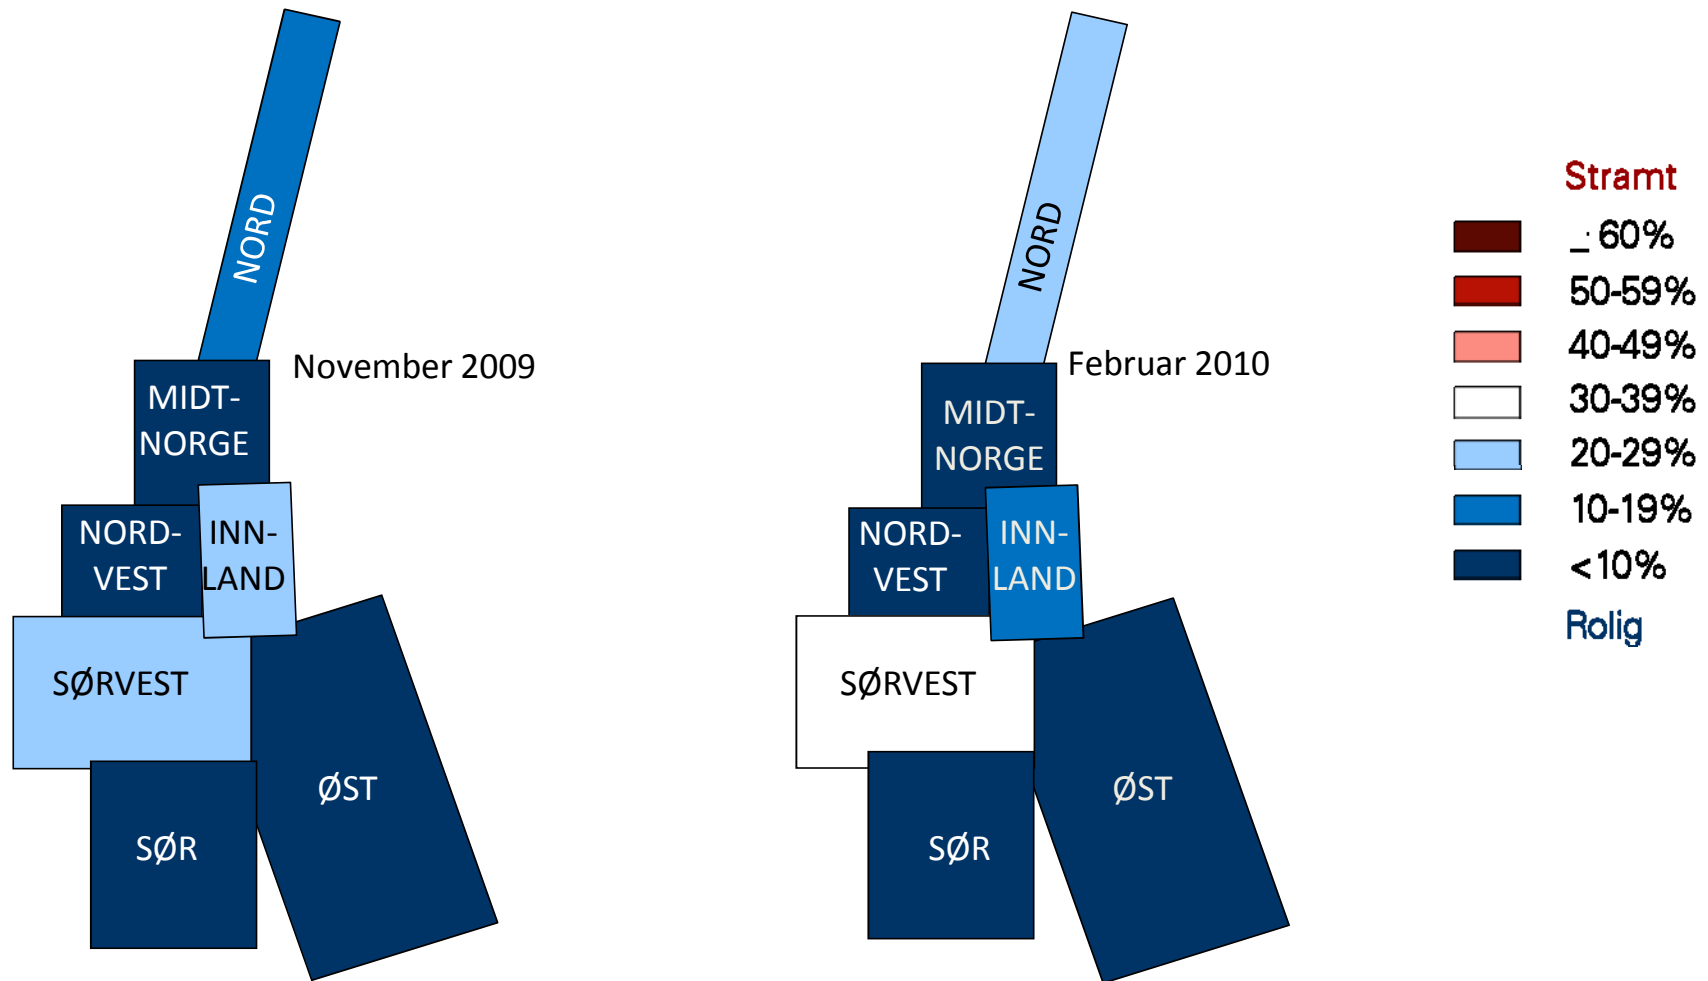 NORD
November 2009
MIDT-
NORGE
NORD-
VEST
INN-
LAND
SØRVEST
ØST
SØR
NORD
Februar 2010
MIDT-
NORGE
NORD-
VEST
INN-
LAND
SØRVEST
ØST
SØR
Stramt
60%
50-59%
40-49%
30-39%
20-29%
10-19%
<10%
Rolig